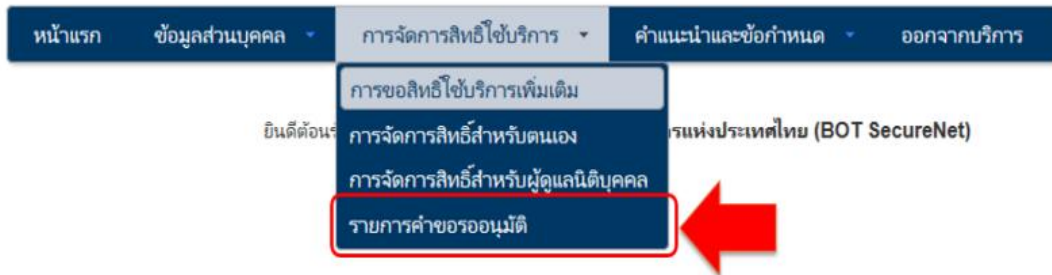 หน้าแรก ข้อมูลส่วนบุคคล การจัดการสิทธิ์ใช้บริการ คำแนะนำและข้อกำหนด ออกจากบริการ
การขอสิทธิ์ใช้บริการเพิ่มเติม
ยินดีต้อนรับ รแห่งประเทศไทย (BOT SecureNet)
การจัดการสิทธิ์สำหรับตนเอง
การจัดการสิทธิ์สำหรับผู้ดูแลนิติบุคคล
รายการคำขอรออนุมัติ